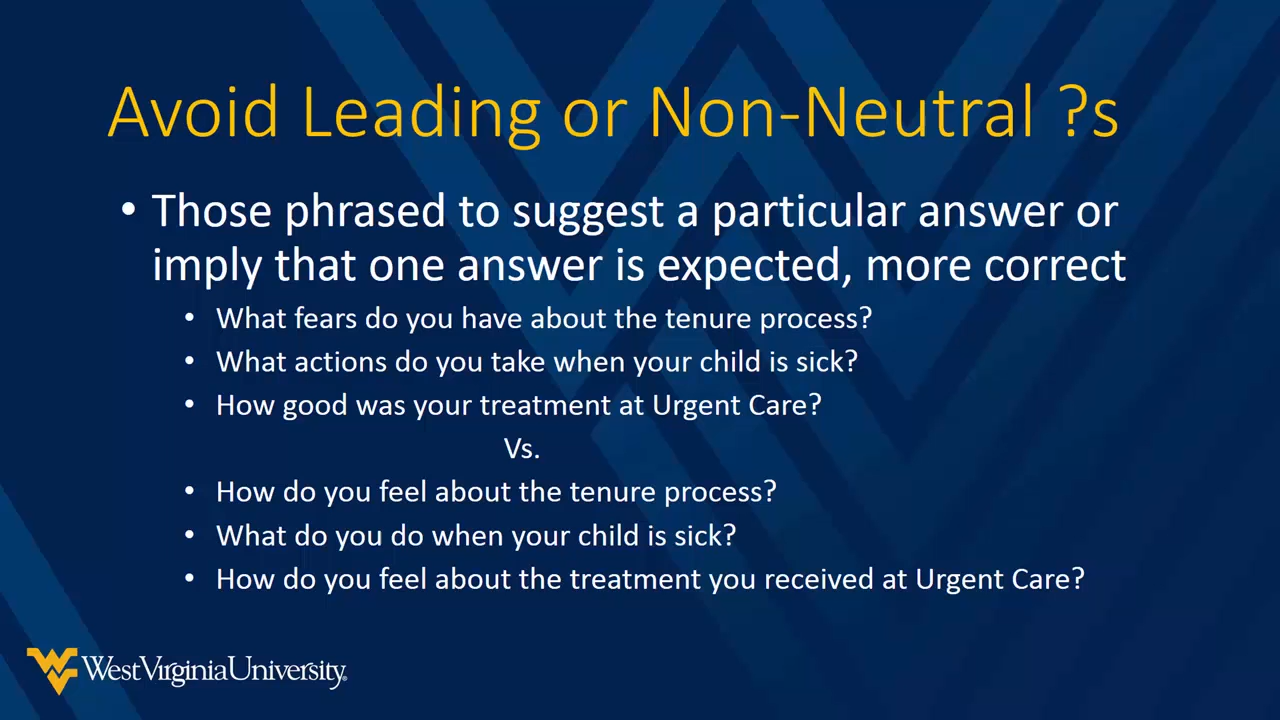 Avoid Leading or Non-Neutral ?s
• Those phrased to suggest a particular answer or
imply that one answer is expected, more correct
• What fears do you have about the tenure process?
• What actions do you take when your child is sick?
• How good was your treatment at Urgent Care?
Vs.
• How do you feel about the tenure process?
• What do you do when your child is sick?
• How do you feel about the treatment you received at Urgent Care?
WestVirginiaUniversity.